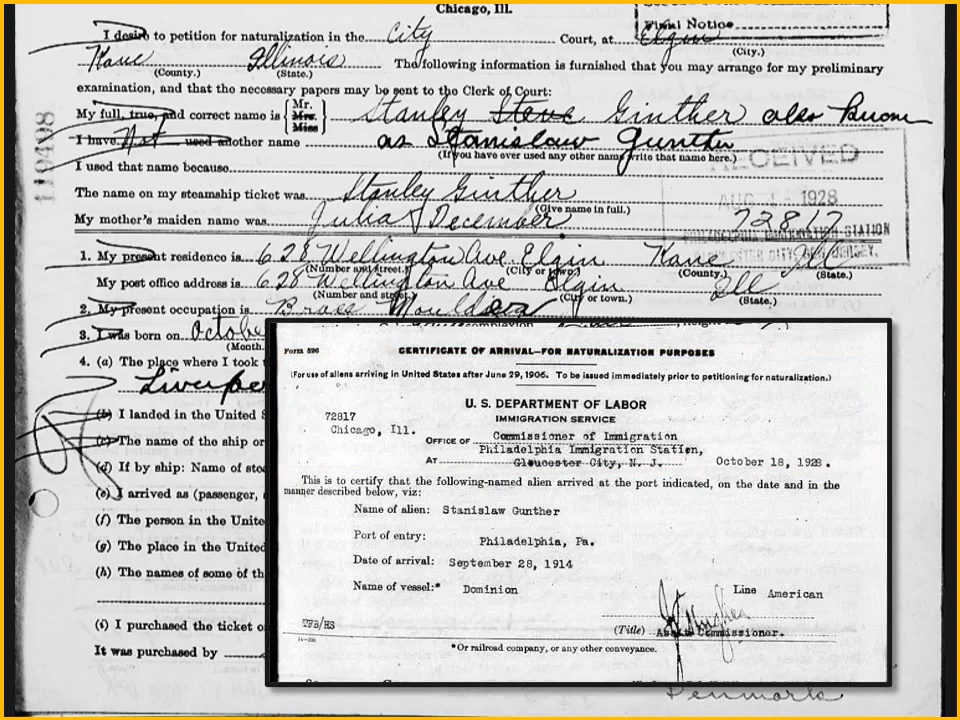 Chicago, Ill.
Final Notice
I desire to petition for naturalization in the City Court, at Elgin
(City.)
Kane Illinois The following information is furnished that you may arrange for my preliminary
(County.) (State.)
examination, and that the necessary papers may be sent to the Clerk of Court:
My full, true, and correct name is Mr. Mrs. Miss Stanley Steve Ginther also
I have Not used another name as Stanislaw Gunther
(If you have ever used any other name write that name here.)
RECEIVED
I used that name because
AUG 1928
The name on my steamship ticket was Stanley Ginther
(Give name in full.)
My mother's maiden name was Julia December 72817
PHILADELPHIA IMMIGRATION STATION
GLOUCESTER CITY, NEW JERSEY.
1. My present residence is 628 Wellington Ave. Elgin Kane Ill
(Number and street.) (City or town.) (County.) (State.)
My post office address is 628 Wellington Ave Elgin Ill
(Number and street.) (City or town.) (State.)
2. My present occupation is Brass Moulder
3. I was born on Octobe
(Month.
4. (a) The place where I took
Liverpo
(b) I landed in the United S
(c) The name of the ship or
(d) If by ship: Name of ste
(e) I arrived as (passenger,
(f) The person in the United
(g) The place in the United
(h) The names of some of th
(i) I purchased the ticket o
It was purchased by
119408
Form 526
CERTIFICATE OF ARRIVAL—FOR NATURALIZATION PURPOSES
(For use of aliens arriving in United States after June 29, 1906. To be issued immediately prior to petitioning for naturalization.)
U. S. DEPARTMENT OF LABOR
IMMIGRATION SERVICE
72817
Chicago, Ill.
OFFICE OF Commissioner of Immigration
Philadelphia Immigration Station,
AT Gloucester City, N. J. October 18, 1928.
This is to certify that the following-named alien arrived at the port indicated, on the date and in the
manner described below, viz:
Name of alien: Stanislaw Gunther
Port of entry: Philadelphia, Pa.
Date of arrival: September 28, 1914
Name of vessel:* Dominion Line American
TFB/HS
(Title) Ass't Commissioner.
*Or railroad company, or any other conveyance.
Denmark